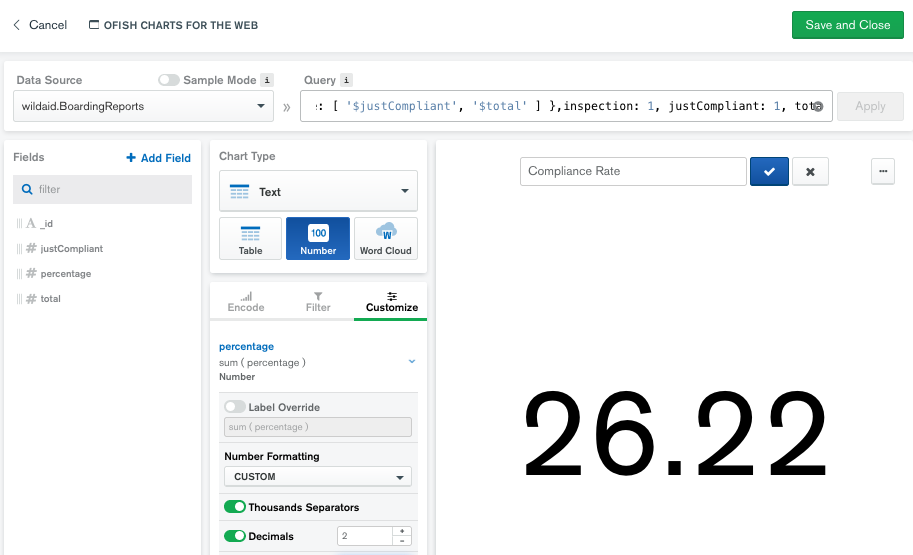 Cancel
OFISH CHARTS FOR THE WEB
Save and Close
Data Source
Sample Mode i
Query i
wildaid.BoardingReports
»
: [ '$justCompliant', '$total' ] },inspection: 1, justCompliant: 1, tot
Apply
Fields
+ Add Field
filter
A _id
# justCompliant
# percentage
# total
Chart Type
Text
Table
100
Number
W
Word Cloud
Encode
Filter
Customize
percentage
sum ( percentage )
Number
Label Override
sum ( percentage )
Number Formatting
CUSTOM
Thousands Separators
Decimals
2
+
-
Compliance Rate
26.22